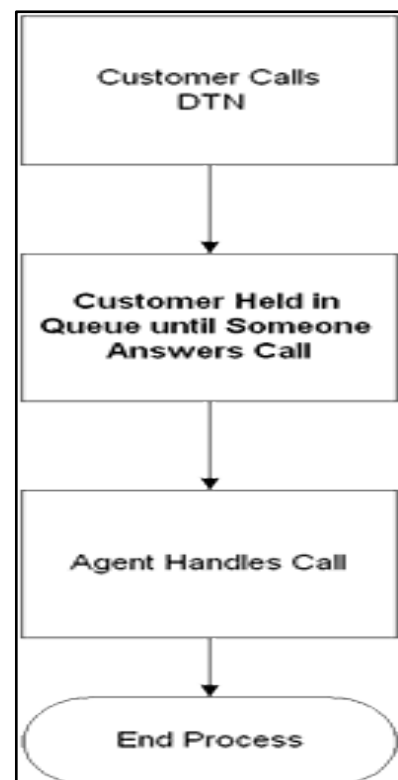 Customer Calls
DTN
Customer Held in
Queue until Someone
Answers Call
Agent Handles Call
End Process